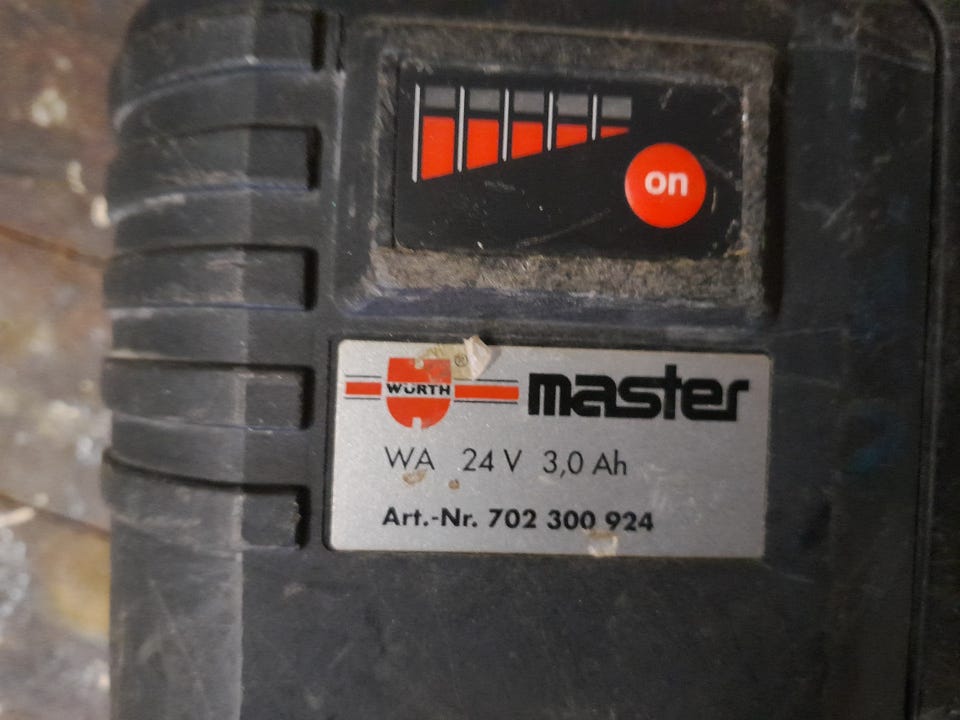 on
WÜRTH ® master
WA 24 V 3,0 Ah
Art.-Nr. 702 300 924